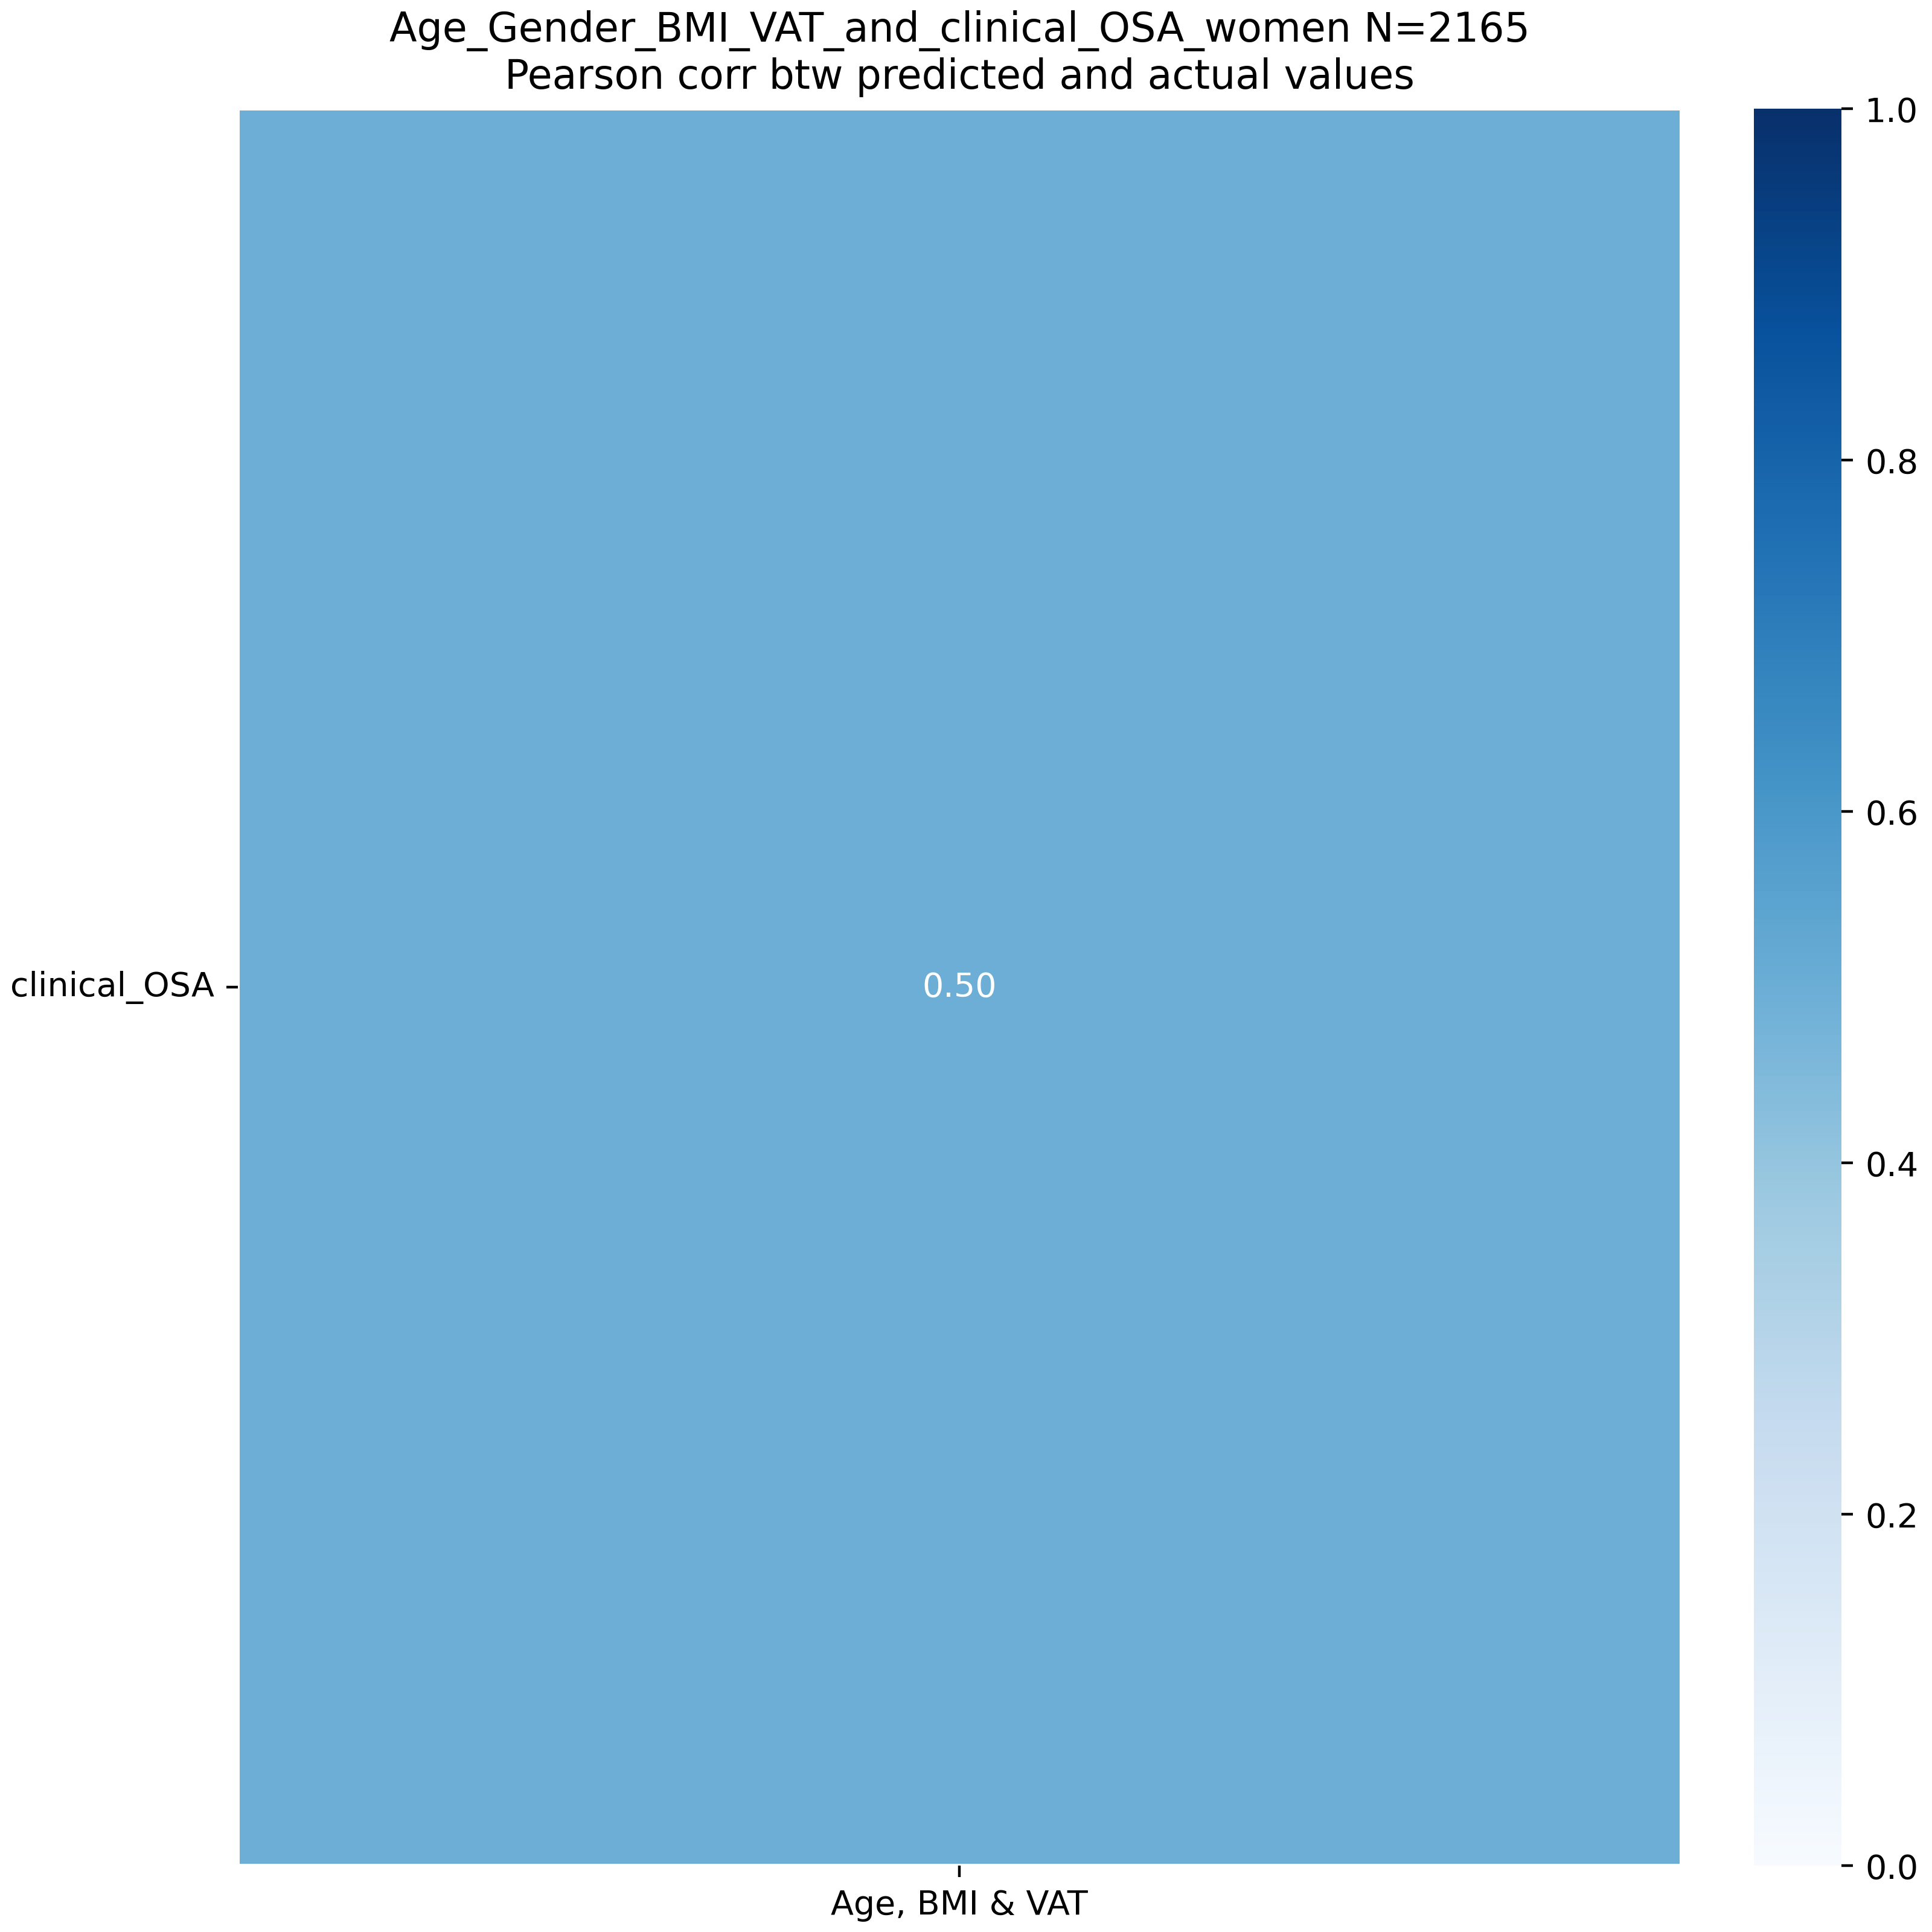 Age_Gender_BMI_VAT_and_clinical_OSA_women N=2165
Pearson corr btw predicted and actual values
1.0
0.8
0.6
0.4
0.2
0.0
clinical_OSA
0.50
Age, BMI & VAT